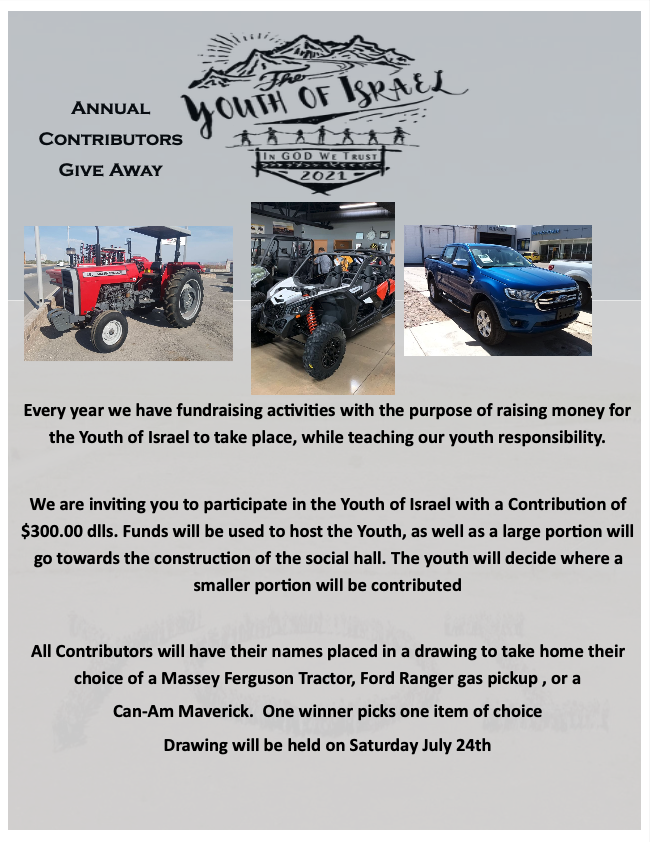 The
YOUTH OF ISRAEL
IN GOD WE TRUST
2021
ANNUAL
CONTRIBUTORS
GIVE AWAY
Every year we have fundraising activities with the purpose of raising money for
the Youth of Israel to take place, while teaching our youth responsibility.
We are inviting you to participate in the Youth of Israel with a Contribution of
$300.00 dlls. Funds will be used to host the Youth, as well as a large portion will
go towards the construction of the social hall. The youth will decide where a
smaller portion will be contributed
All Contributors will have their names placed in a drawing to take home their
choice of a Massey Ferguson Tractor, Ford Ranger gas pickup , or a
Can-Am Maverick. One winner picks one item of choice
Drawing will be held on Saturday July 24th